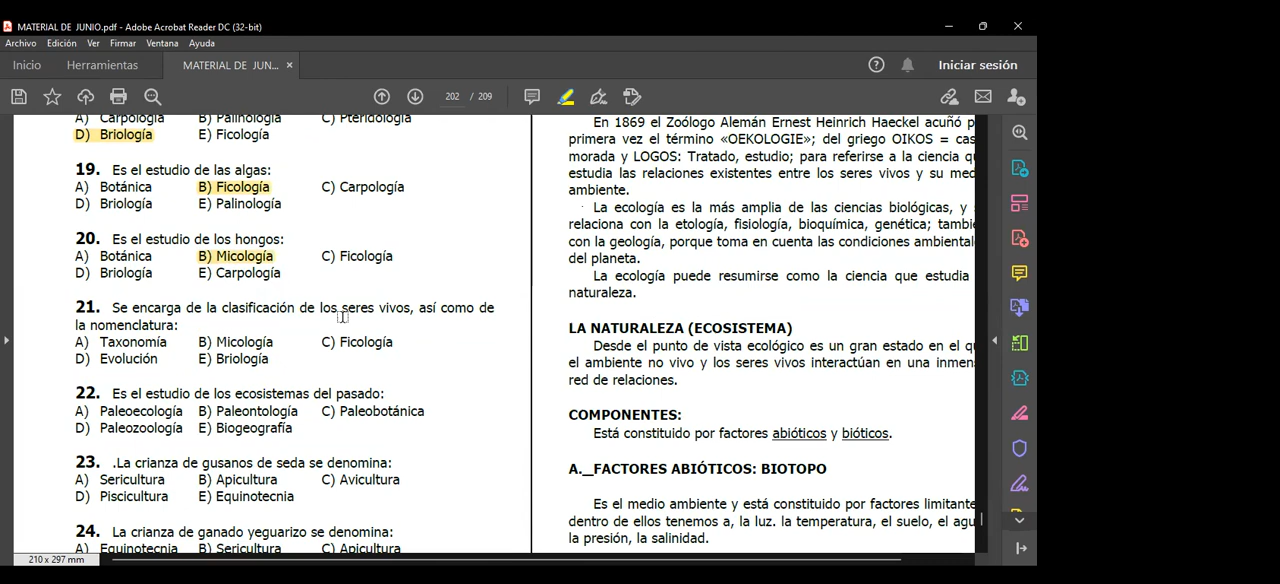 MATERIAL DE JUNIO.pdf - Adobe Acrobat Reader DC (32-bit)
Archivo Edición Ver Firmar Ventana Ayuda
Inicio Herramientas MATERIAL DE JUN... × Iniciar sesión
202 / 209
A) Carpología B) Palinología C) Pteridología
D) Briología E) Ficología
19. Es el estudio de las algas:
A) Botánica B) Ficología C) Carpología
D) Briología E) Palinología
20. Es el estudio de los hongos:
A) Botánica B) Micología C) Ficología
D) Briología E) Carpología
21. Se encarga de la clasificación de los seres vivos, así como de
la nomenclatura:
A) Taxonomía B) Micología C) Ficología
D) Evolución E) Briología
22. Es el estudio de los ecosistemas del pasado:
A) Paleoecología B) Paleontología C) Paleobotánica
D) Paleozoología E) Biogeografía
23. .La crianza de gusanos de seda se denomina:
A) Sericultura B) Apicultura C) Avicultura
D) Piscicultura E) Equinotecnia
24. La crianza de ganado yeguarizo se denomina:
A) Equinotecnia B) Sericultura C) Apicultura
210 x 297 mm
En 1869 el Zoólogo Alemán Ernest Heinrich Haeckel acuñó p
primera vez el término «OEKOLOGIE»; del griego OIKOS = cas
morada y LOGOS: Tratado, estudio; para referirse a la ciencia q
estudia las relaciones existentes entre los seres vivos y su med
ambiente.
La ecología es la más amplia de las ciencias biológicas, y
relaciona con la etología, fisiología, bioquímica, genética; tambi
con la geología, porque toma en cuenta las condiciones ambiental
del planeta.
La ecología puede resumirse como la ciencia que estudia
naturaleza.
LA NATURALEZA (ECOSISTEMA)
Desde el punto de vista ecológico es un gran estado en el q
el ambiente no vivo y los seres vivos interactúan en una inmen
red de relaciones.
COMPONENTES:
Está constituido por factores abióticos y bióticos.
A._FACTORES ABIÓTICOS: BIOTOPO
Es el medio ambiente y está constituido por factores limitante
dentro de ellos tenemos a, la luz. la temperatura, el suelo, el agu
la presión, la salinidad.